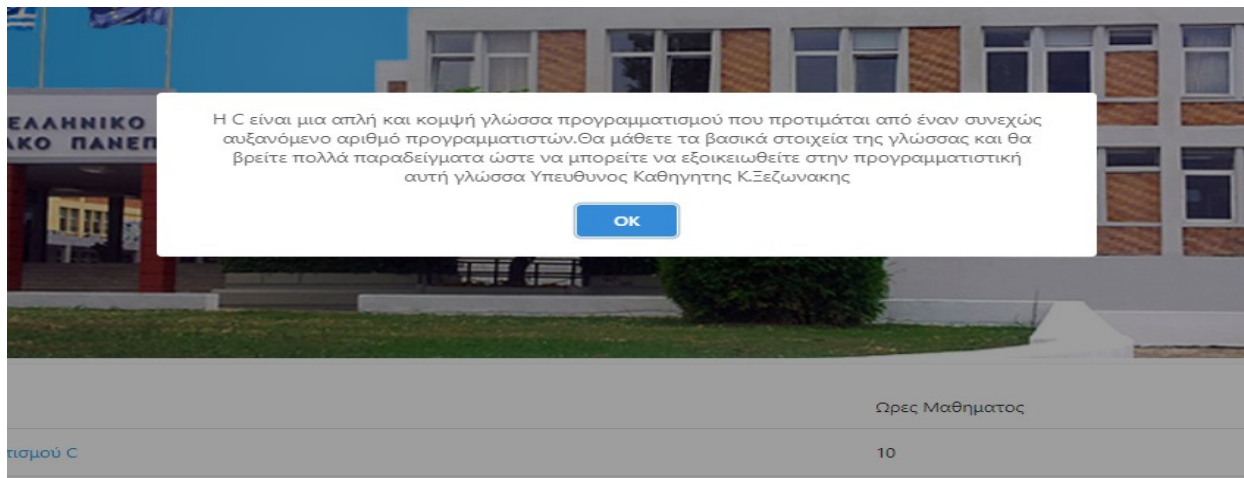 ΕΛΛΗΝΙΚΟ
ΑΚΟ ΠΑΝΕΠ
Η C είναι μια απλή και κομψή γλώσσα προγραμματισμού που προτιμάται από έναν συνεχώς
αυξανόμενο αριθμό προγραμματιστών.Θα μάθετε τα βασικά στοιχεία της γλώσσας και θα
βρείτε πολλά παραδείγματα ώστε να μπορείτε να εξοικειωθείτε στην προγραμματιστική
αυτή γλώσσα Υπευθυνος Καθηγητης Κ.Ξεζωνακης
OK
Ωρες Μαθηματος
τισμού C
10